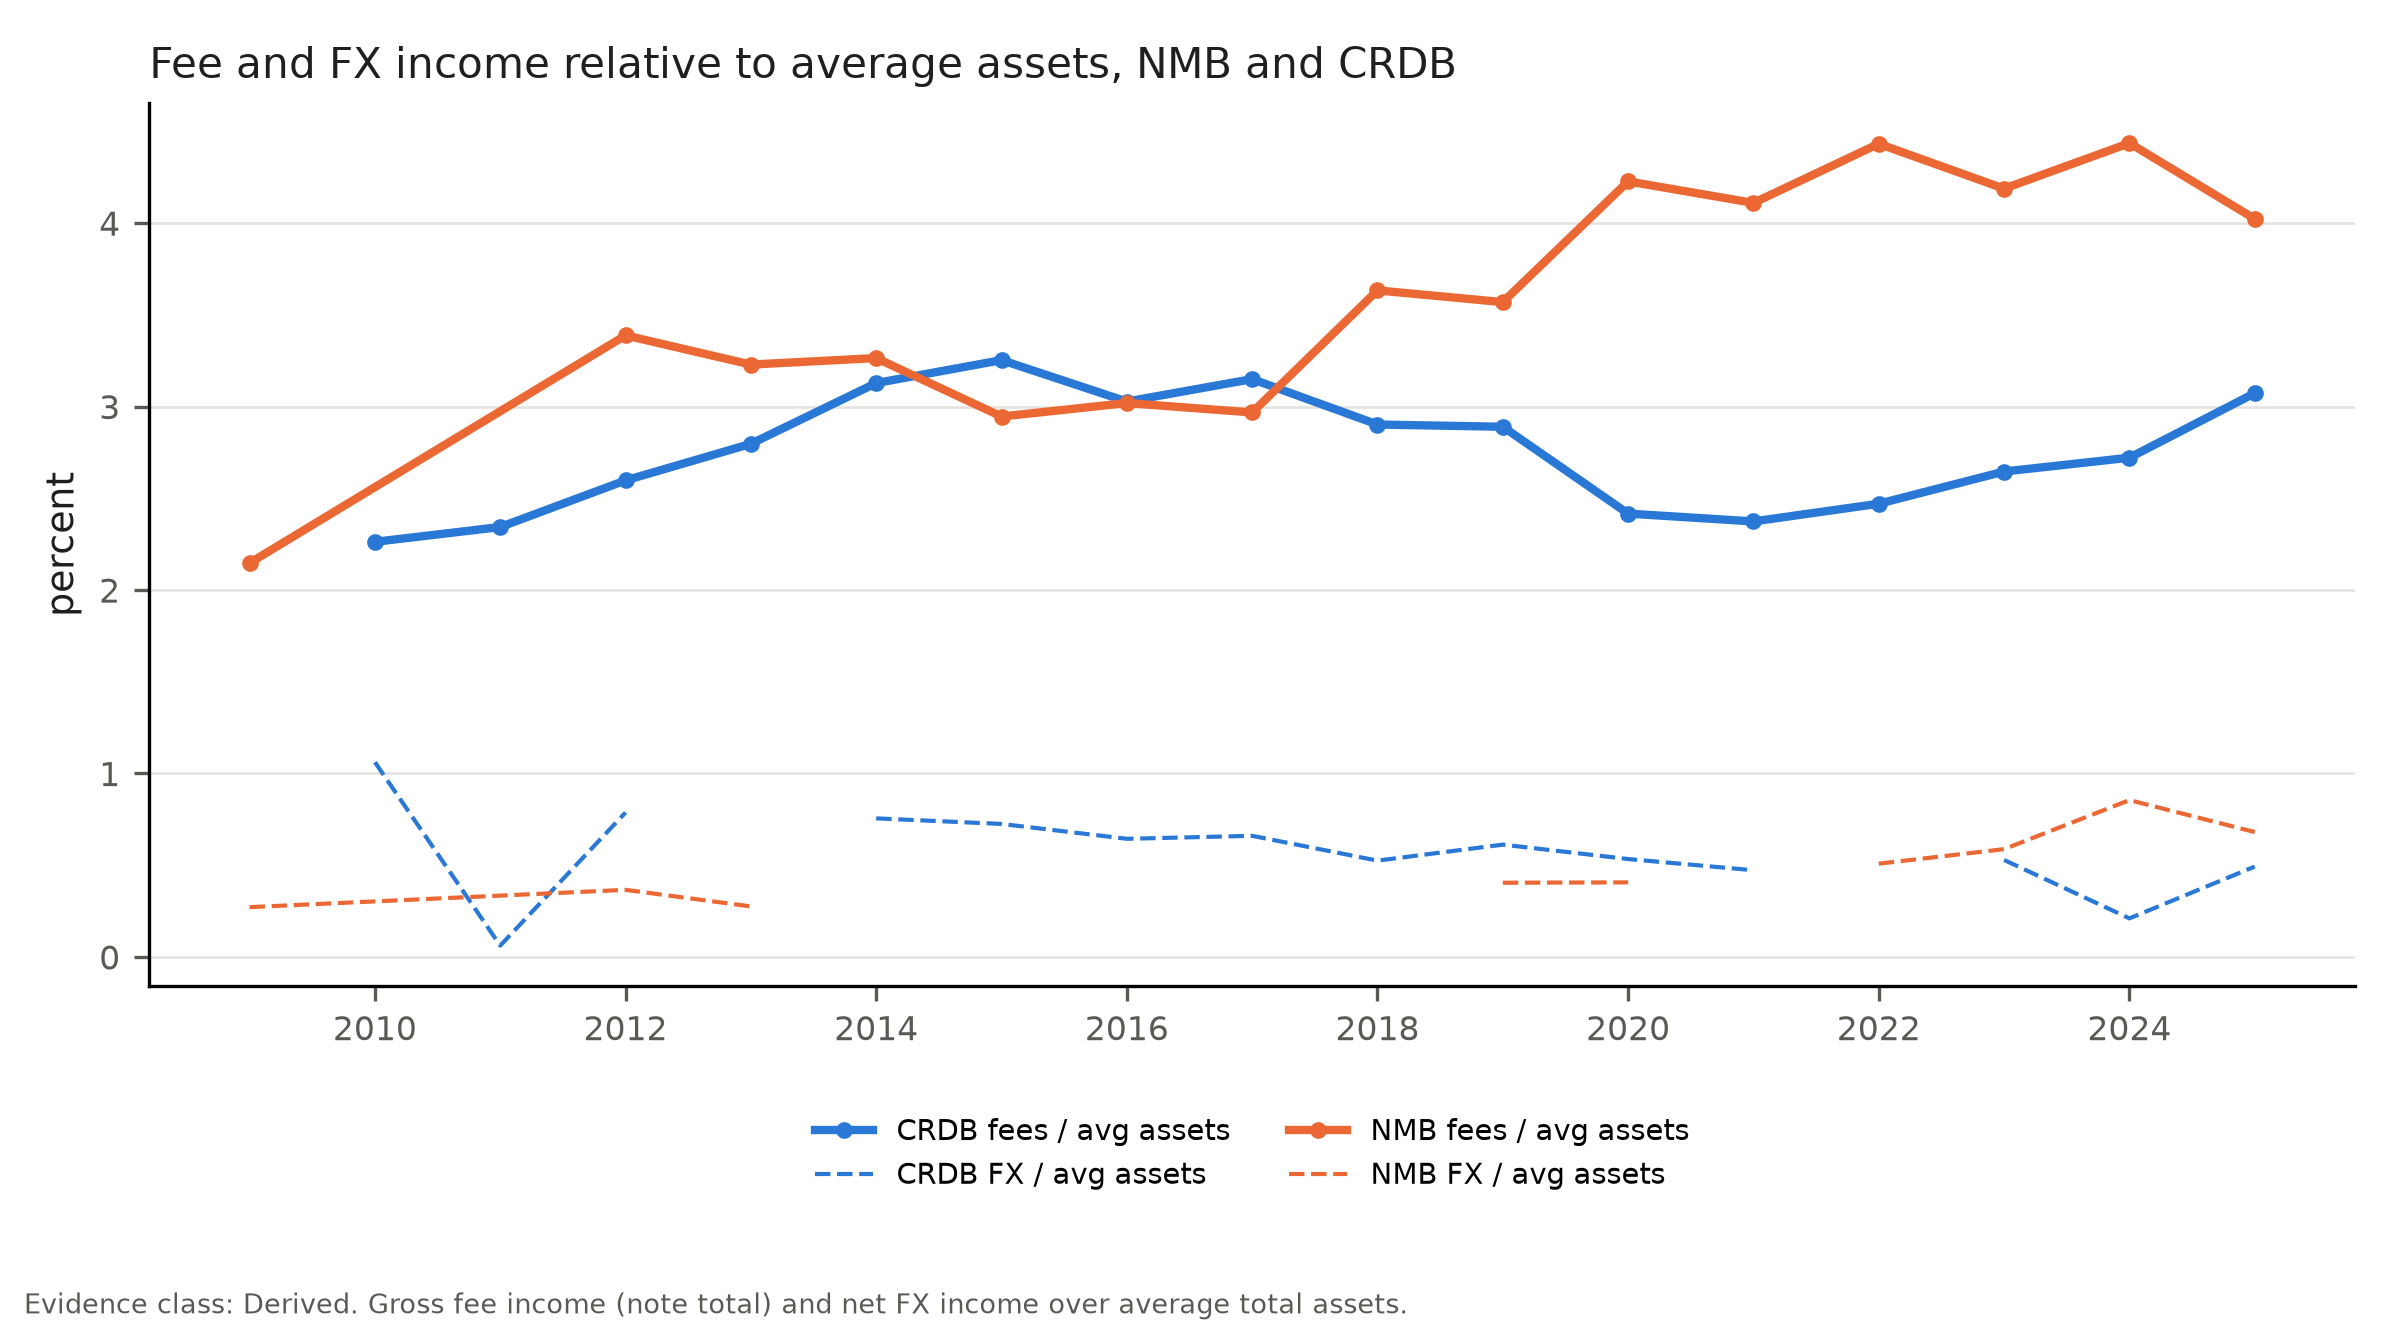 Fee and FX income relative to average assets, NMB and CRDB
percent
4
3
2
1
0
2010 2012 2014 2016 2018 2020 2022 2024
CRDB fees / avg assets NMB fees / avg assets
CRDB FX / avg assets NMB FX / avg assets
Evidence class: Derived. Gross fee income (note total) and net FX income over average total assets.